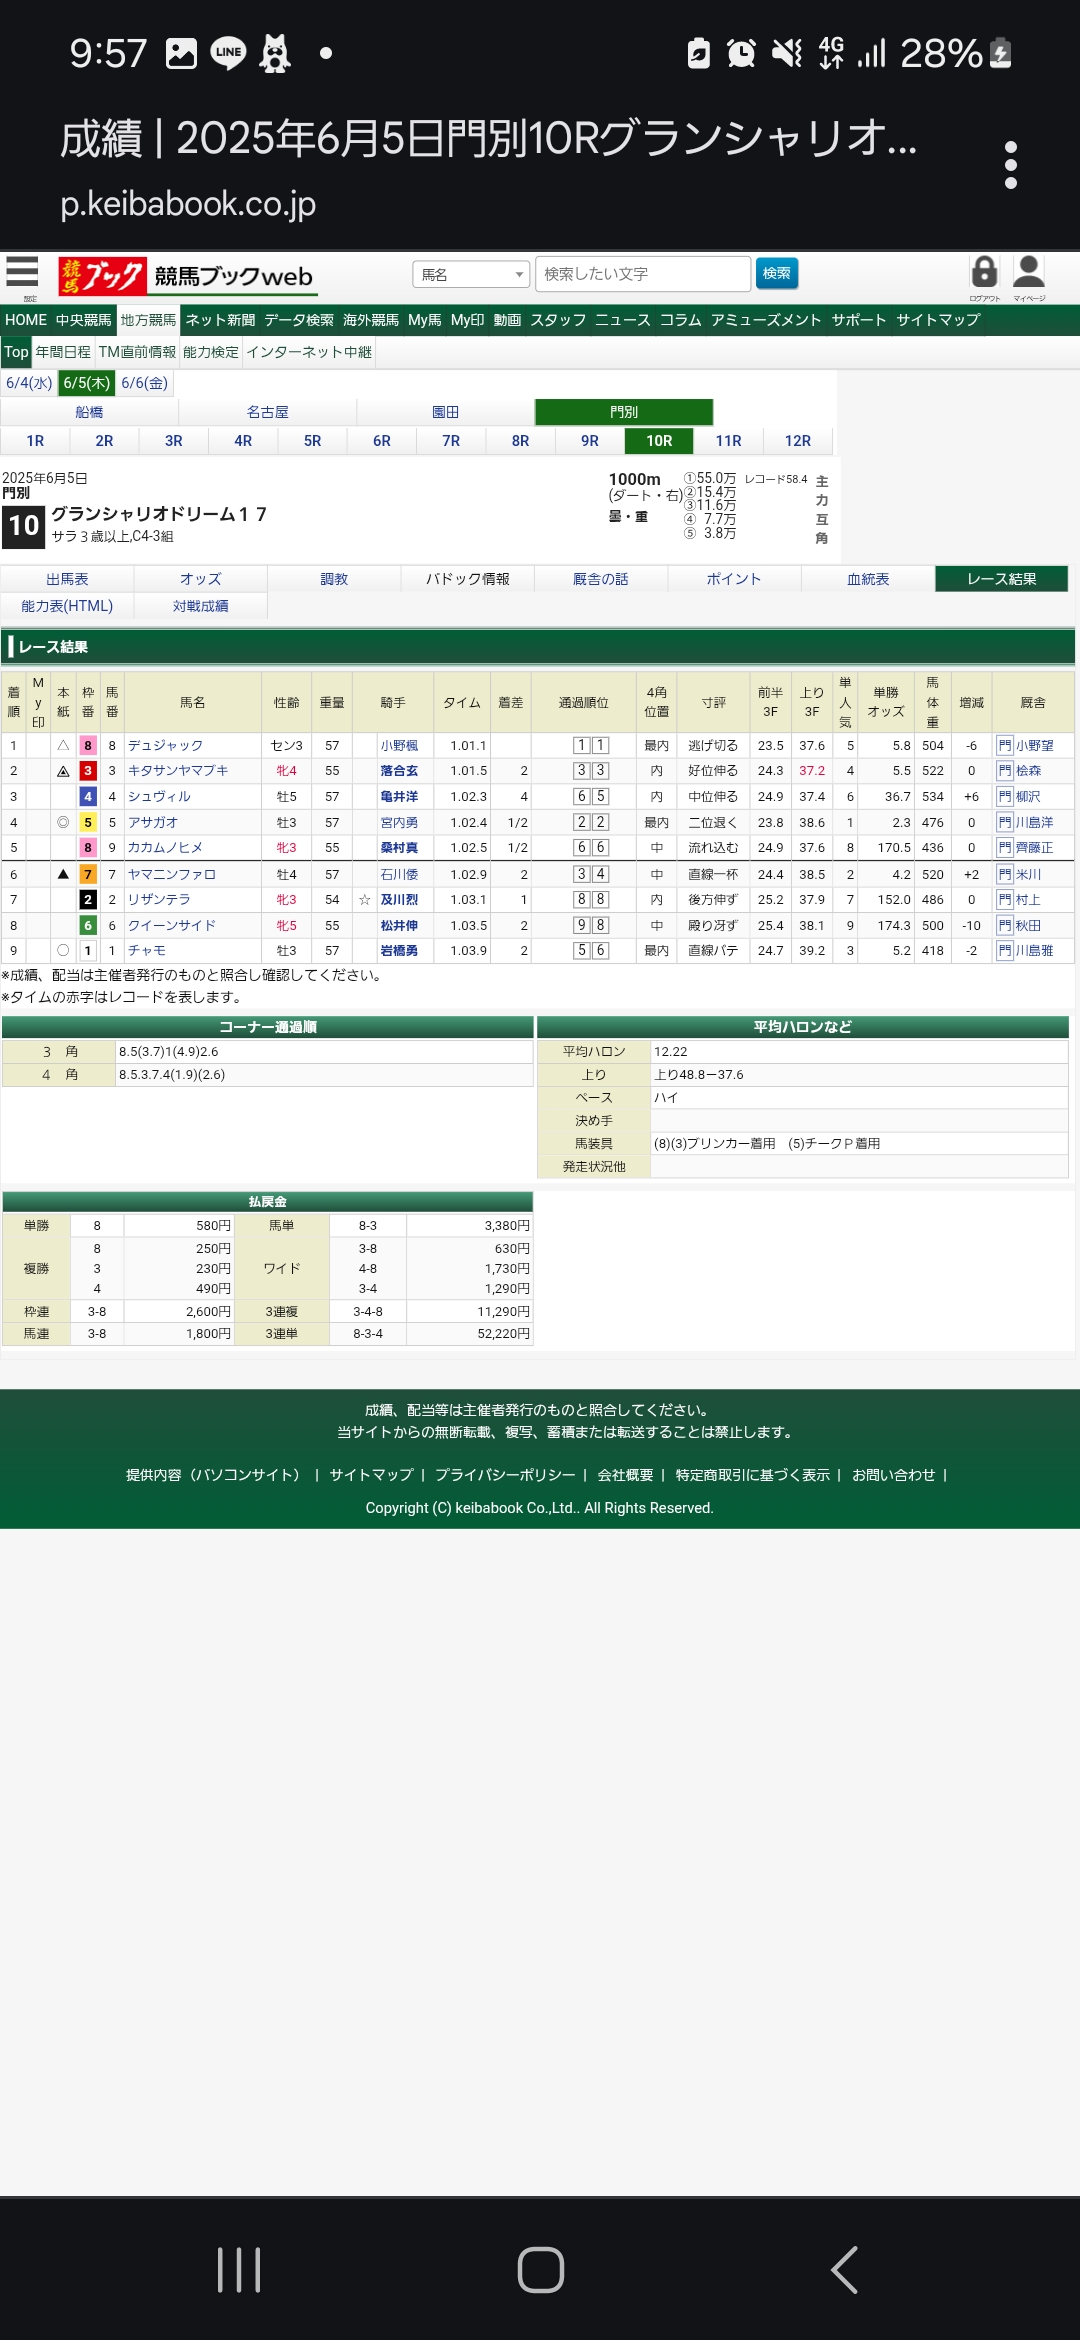 9:57 LINE 4G 28%
成績 | 2025年6月5日門別10Rグランシャリオ...
p.keibabook.co.jp
設定 競馬ブック 競馬ブックweb 馬名 検索したい文字 検索 ログアウト マイページ
HOME 中央競馬 地方競馬 ネット新聞 データ検索 海外競馬 My馬 My印 動画 スタッフ ニュース コラム アミューズメント サポート サイトマップ
Top 年間日程 TM直前情報 能力検定 インターネット中継
6/4(水) 6/5(木) 6/6(金)
船橋 名古屋 園田 門別
1R 2R 3R 4R 5R 6R 7R 8R 9R 10R 11R 12R
2025年6月5日
門別
10 グランシャリオドリーム１７
サラ３歳以上,C4-3組
1000m
(ダート・右)
曇・重
①55.0万
②15.4万
③11.6万
④ 7.7万
⑤ 3.8万
レコード58.4
主
力
互
角
出馬表 オッズ 調教 パドック情報 厩舎の話 ポイント 血統表 レース結果
能力表(HTML) 対戦成績
レース結果
着順 My印 本紙 枠番 馬番 馬名 性齢 重量 騎手 タイム 着差 通過順位 4角位置 寸評 前半3F 上り3F 単人気 単勝オッズ 馬体重 増減 厩舎
1 △ 8 8 デュジャック セン3 57 小野楓 1.01.1 1 1 最内 逃げ切る 23.5 37.6 5 5.8 504 -6 門 小野望
2 3 3 キタサンヤマブキ 牝4 55 落合玄 1.01.5 2 3 3 内 好位伸る 24.3 37.2 4 5.5 522 0 門 桧森
3 4 4 シュヴィル 牡5 57 亀井洋 1.02.3 4 6 5 内 中位伸る 24.9 37.4 6 36.7 534 +6 門 柳沢
4 ◎ 5 5 アサガオ 牡3 57 宮内勇 1.02.4 1/2 2 2 最内 二位退く 23.8 38.6 1 2.3 476 0 門 川島洋
5 8 9 カカムノヒメ 牝3 55 桑村真 1.02.5 1/2 6 6 中 流れ込む 24.9 37.6 8 170.5 436 0 門 齊藤正
6 ▲ 7 7 ヤマニンファロ 牡4 57 石川倭 1.02.9 2 3 4 中 直線一杯 24.4 38.5 2 4.2 520 +2 門 米川
7 2 2 リザンテラ 牝3 54 ☆ 及川烈 1.03.1 1 8 8 内 後方伸ず 25.2 37.9 7 152.0 486 0 門 村上
8 6 6 クイーンサイド 牝5 55 松井伸 1.03.5 2 9 8 中 殿り冴ず 25.4 38.1 9 174.3 500 -10 門 秋田
9 ○ 1 1 チャモ 牡3 57 岩橋勇 1.03.9 2 5 6 最内 直線バテ 24.7 39.2 3 5.2 418 -2 門 川島雅
※成績、配当は主催者発行のものと照合し確認してください。
※タイムの赤字はレコードを表します。
コーナー通過順
３　角 8.5(3.7)1(4.9)2.6
４　角 8.5.3.7.4(1.9)(2.6)
平均ハロンなど
平均ハロン 12.22
上り 上り48.8－37.6
ペース ハイ
決め手
馬装具 (8)(3)ブリンカー着用　(5)チークＰ着用
発走状況他
払戻金
単勝 8 580円 馬単 8-3 3,380円
複勝 8 250円 ワイド 3-8 630円
3 230円 4-8 1,730円
4 490円 3-4 1,290円
枠連 3-8 2,600円 3連複 3-4-8 11,290円
馬連 3-8 1,800円 3連単 8-3-4 52,220円
成績、配当等は主催者発行のものと照合してください。
当サイトからの無断転載、複写、蓄積または転送することは禁止します。
提供内容（パソコンサイト） | サイトマップ | プライバシーポリシー | 会社概要 | 特定商取引に基づく表示 | お問い合わせ |
Copyright (C) keibabook Co.,Ltd.. All Rights Reserved.